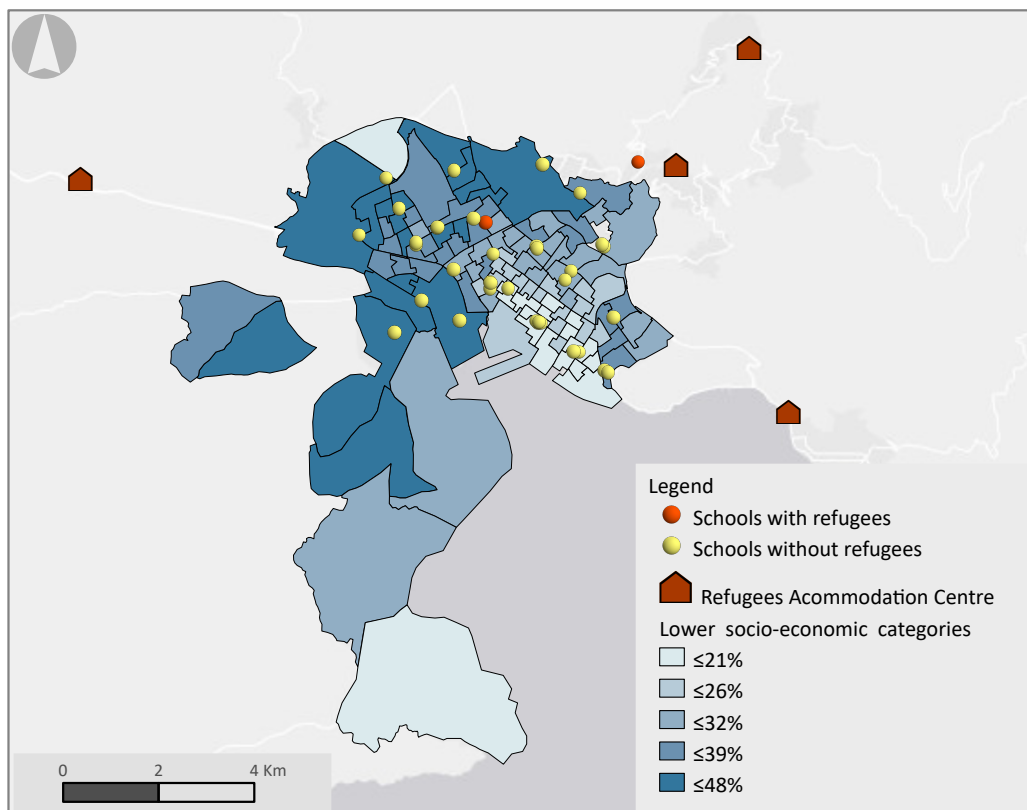 Legend
Schools with refugees
Schools without refugees
Refugees Acommodation Centre
Lower socio-economic categories
≤21%
≤26%
≤32%
≤39%
≤48%
0 2 4 Km